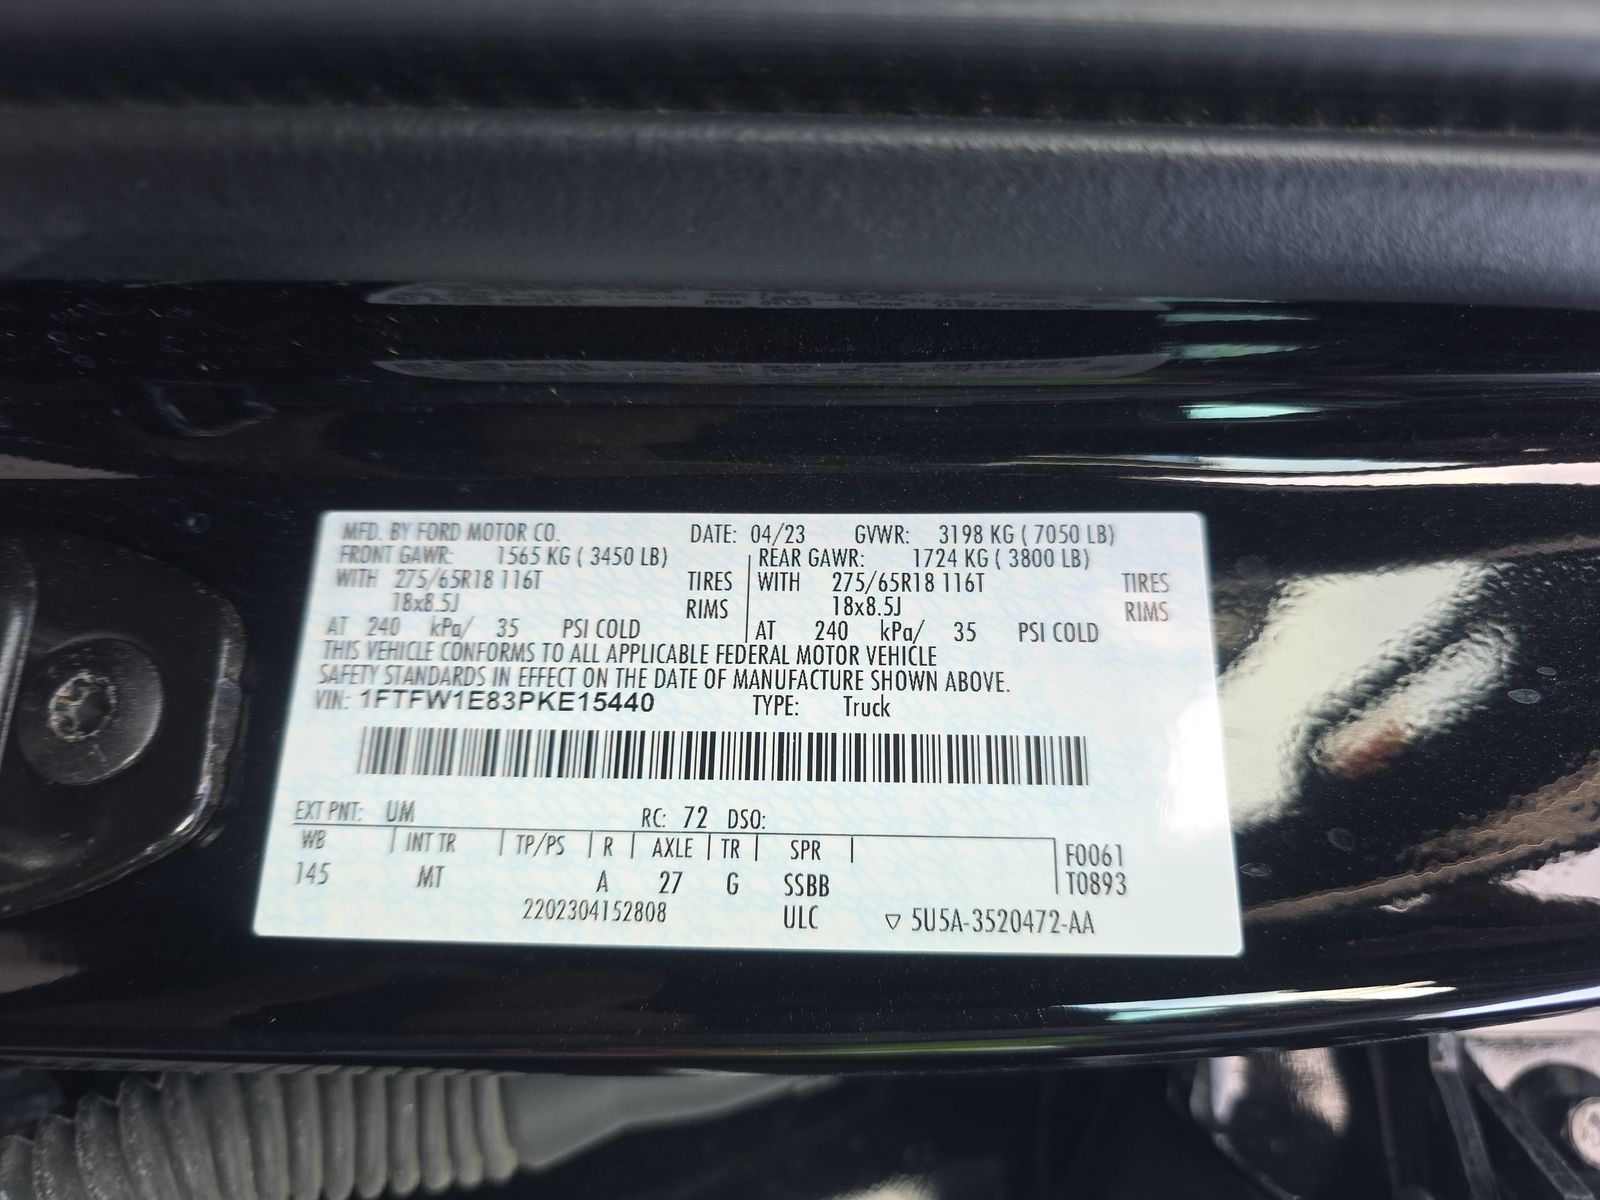 MFD. BY FORD MOTOR CO. DATE: 04/23 GVWR: 3198 KG ( 7050 LB)
FRONT GAWR: 1565 KG ( 3450 LB) REAR GAWR: 1724 KG ( 3800 LB)
WITH 275/65R18 116T TIRES WITH 275/65R18 116T TIRES
18x8.5J RIMS 18x8.5J RIMS
AT 240 kPa/ 35 PSI COLD AT 240 kPa/ 35 PSI COLD
THIS VEHICLE CONFORMS TO ALL APPLICABLE FEDERAL MOTOR VEHICLE
SAFETY STANDARDS IN EFFECT ON THE DATE OF MANUFACTURE SHOWN ABOVE.
VIN: 1FTFW1E83PKE15440 TYPE: Truck
EXT PNT: UM RC: 72 DSO:
WB INT TR TP/PS R AXLE TR SPR F0061
145 MT A 27 G SSBB T0893
2202304152808 ULC ▽ 5U5A-3520472-AA